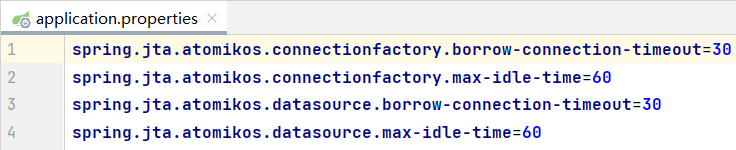 application.properties
1 spring.jta.atomikos.connectionfactory.borrow-connection-timeout=30
2 spring.jta.atomikos.connectionfactory.max-idle-time=60
3 spring.jta.atomikos.datasource.borrow-connection-timeout=30
4 spring.jta.atomikos.datasource.max-idle-time=60